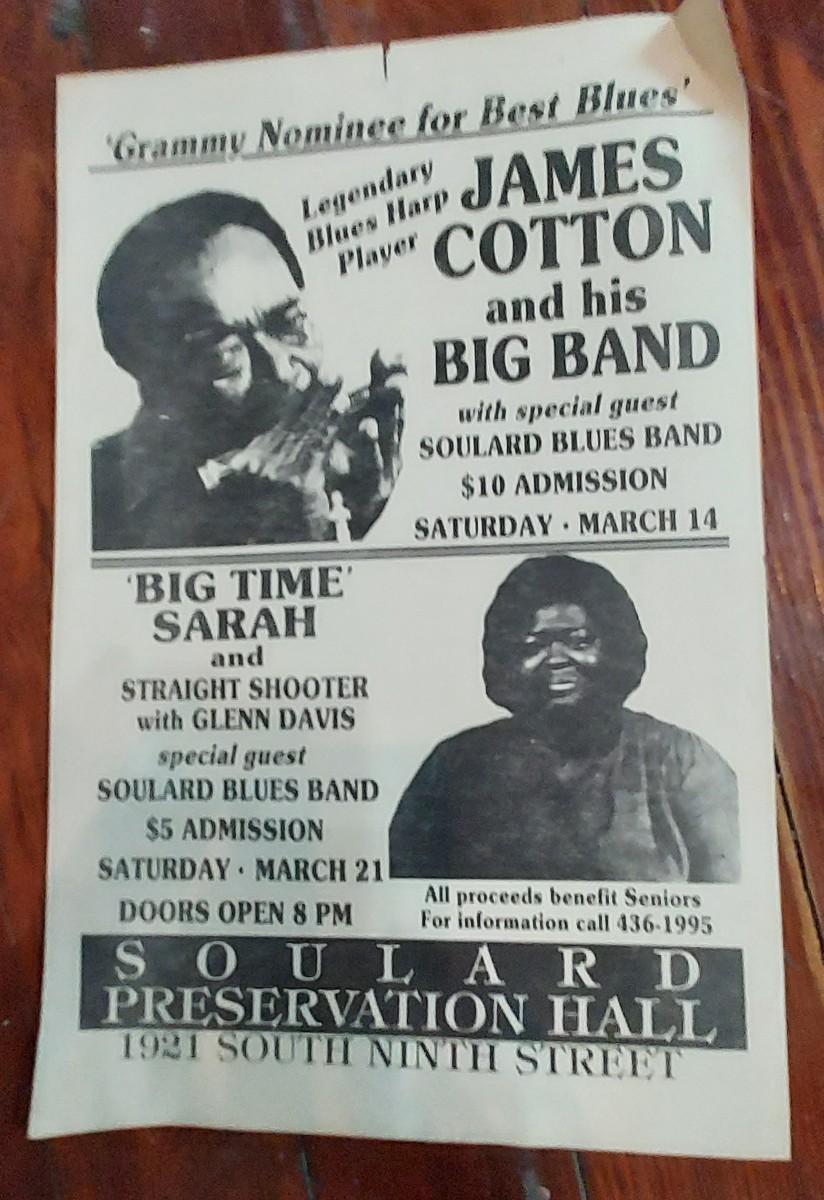 'Grammy Nominee for Best Blues'
Legendary
Blues Harp
Player
JAMES
COTTON
and his
BIG BAND
with special guest
SOULARD BLUES BAND
$10 ADMISSION
SATURDAY · MARCH 14
'BIG TIME'
SARAH
and
STRAIGHT SHOOTER
with GLENN DAVIS
special guest
SOULARD BLUES BAND
$5 ADMISSION
SATURDAY · MARCH 21
DOORS OPEN 8 PM
All proceeds benefit Seniors
For information call 436-1995
SOULARD
PRESERVATION HALL
1921 SOUTH NINTH STREET